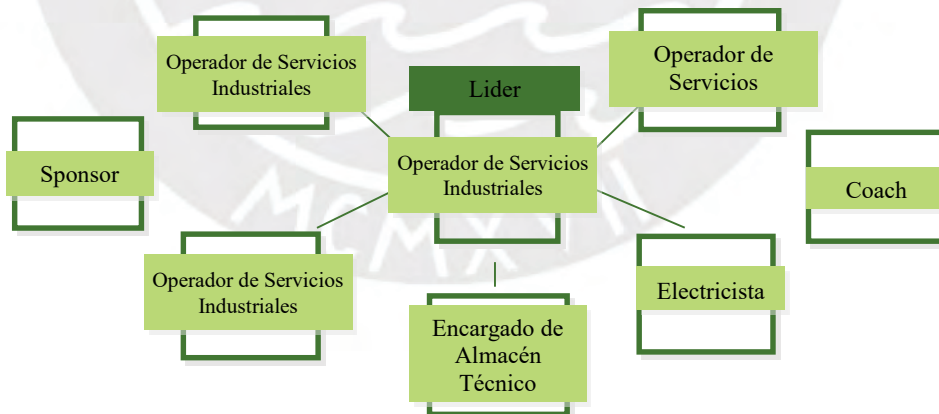 Operador de Servicios
Industriales
Lider
Operador de
Servicios
Sponsor
Operador de Servicios
Industriales
Coach
Operador de Servicios
Industriales
Electricista
Encargado de
Almacén
Técnico
MCMXVII